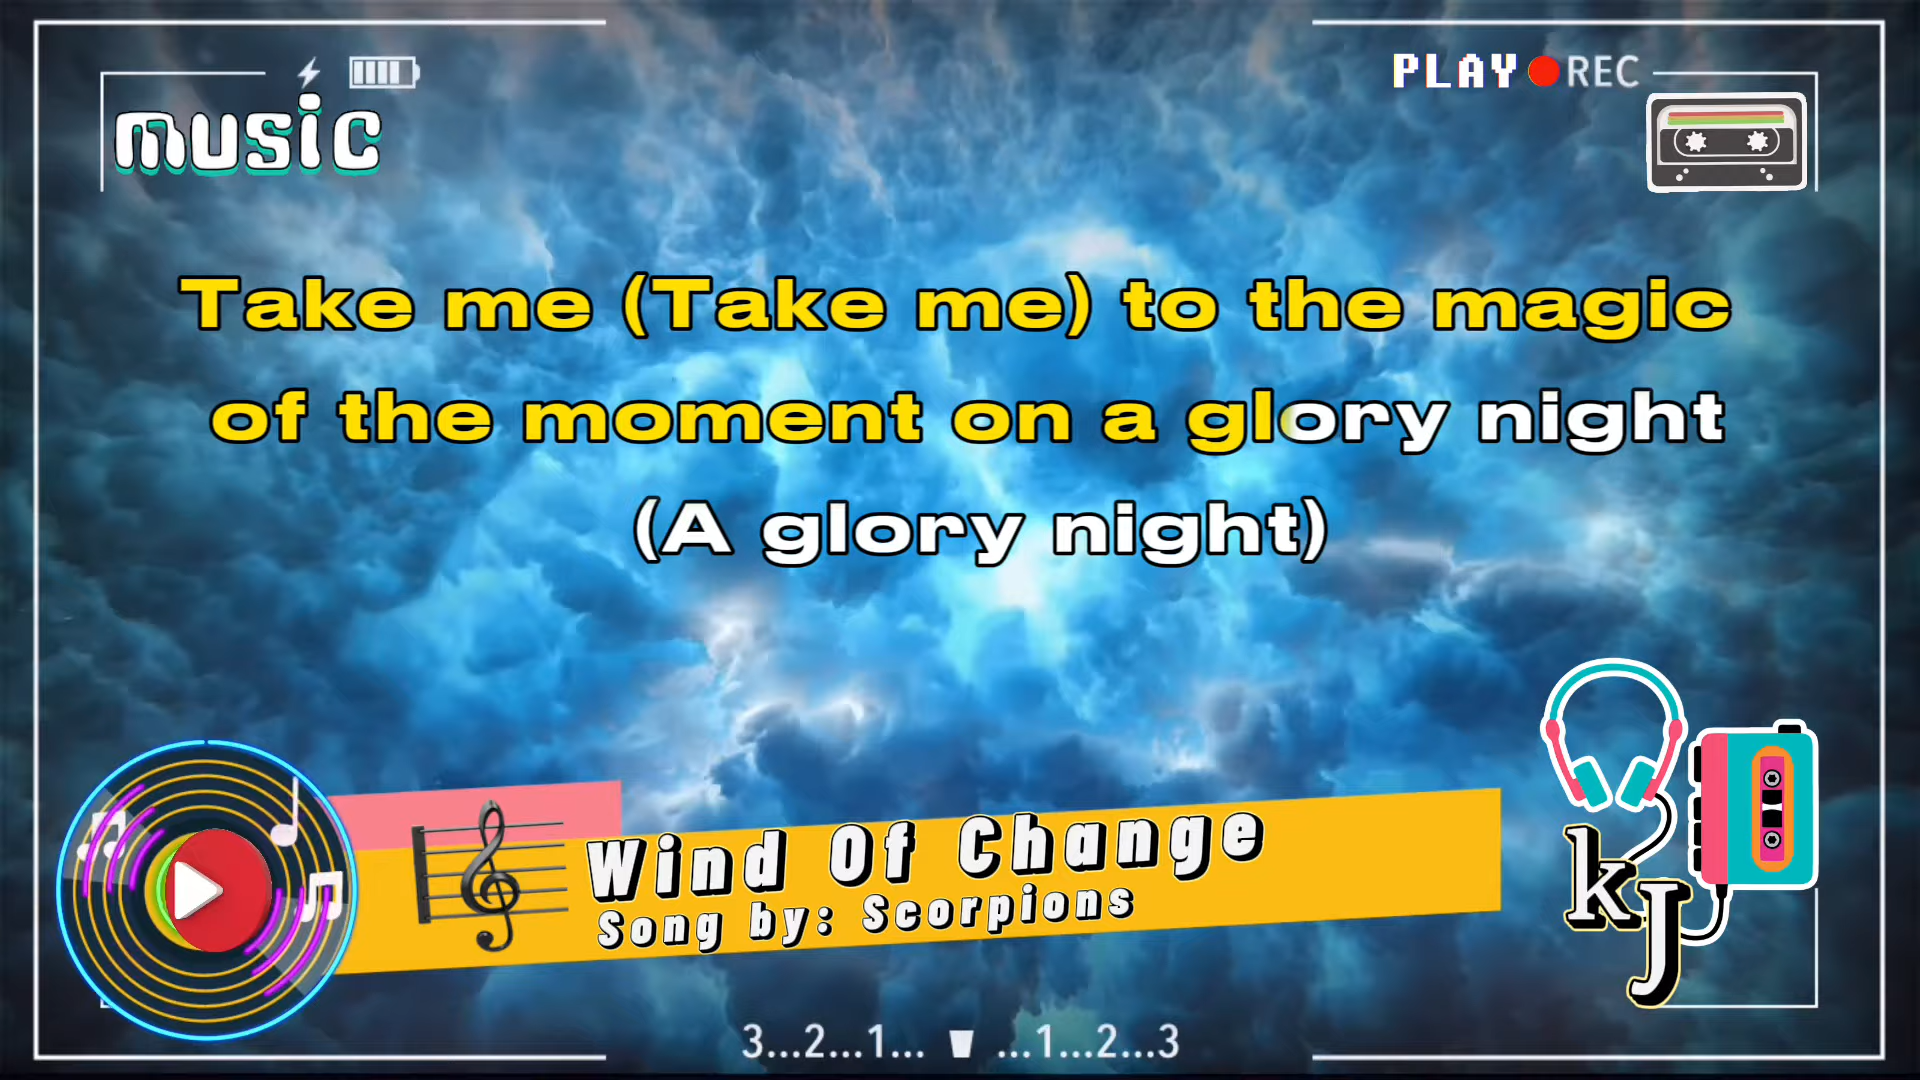 PLAY REC
music
Take me (Take me) to the magic
of the moment on a glory night
(A glory night)
Wind Of Change
Song by: Scorpions
kJ
3...2...1... ...1...2...3